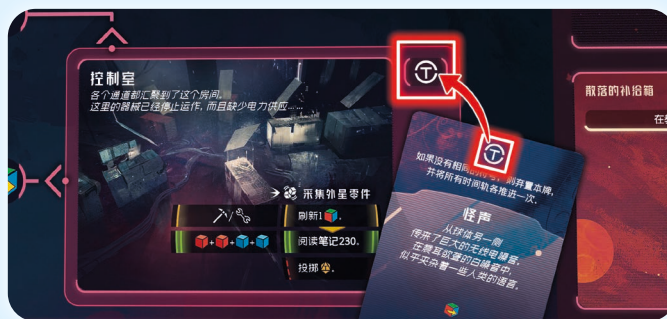 控制室
各个通道都汇聚到了这个房间。
这里的器械已经停止运作，而且缺少电力供应……
采集外星零件
刷新1
阅读笔记230。
投掷
如果没有相同的符号，则弃置本牌，
并将所有时间轨各推进一次。
怪声
从球体另一侧
传来了巨大的无线电噪音。
在震耳欲聋的白噪音中，
似乎夹杂着一些人类的语言。
散落的补给箱